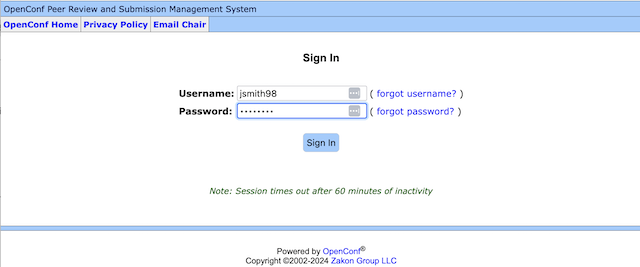 OpenConf Peer Review and Submission Management System
OpenConf Home Privacy Policy Email Chair
Sign In
Username: jsmith98 ( forgot username? )
Password: •••••••• ( forgot password? )
Sign In
Note: Session times out after 60 minutes of inactivity
Powered by OpenConf®
Copyright ©2002-2024 Zakon Group LLC